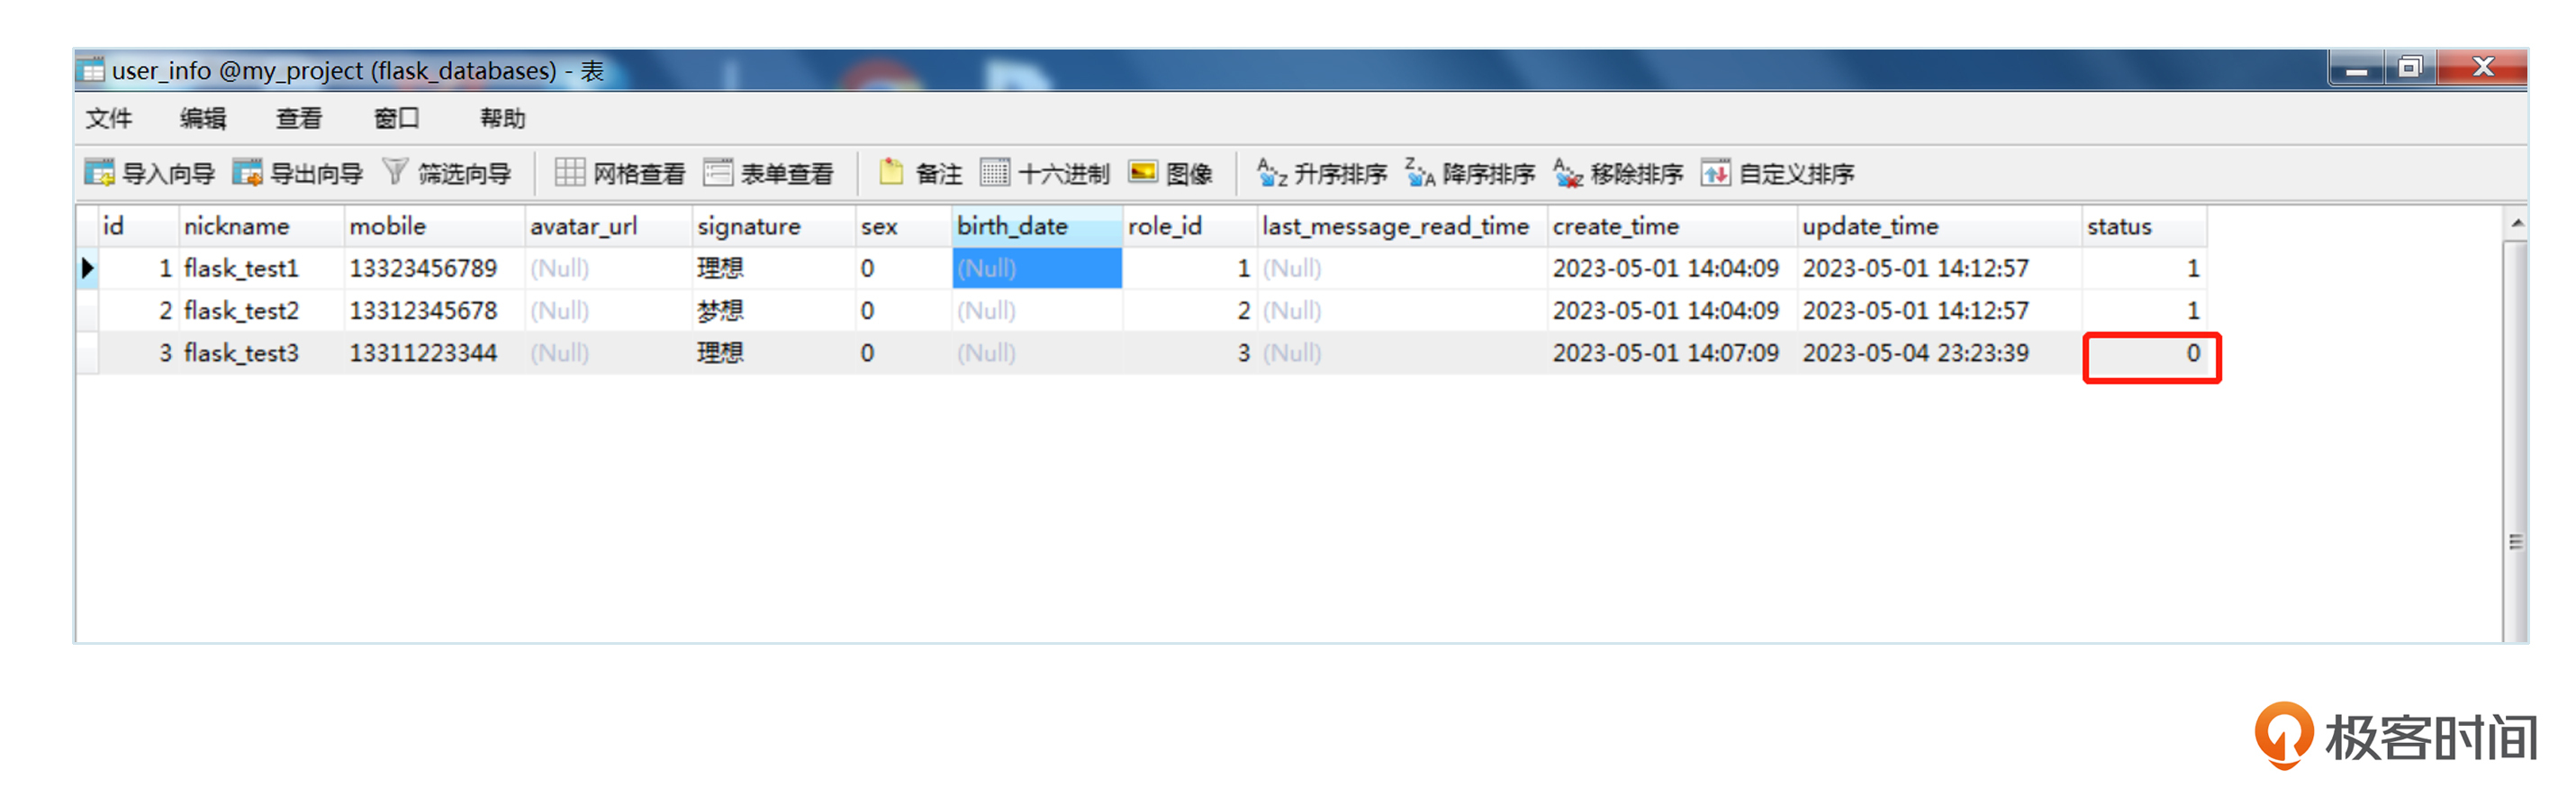 user_info @my_project (flask_databases) - 表
文件 编辑 查看 窗口 帮助
导入向导 导出向导 筛选向导 网格查看 表单查看 备注 十六进制 图像 升序排序 降序排序 移除排序 自定义排序
id nickname mobile avatar_url signature sex birth_date role_id last_message_read_time create_time update_time status
1 flask_test1 13323456789 (Null) 理想 0 (Null) 1 (Null) 2023-05-01 14:04:09 2023-05-01 14:12:57 1
2 flask_test2 13312345678 (Null) 梦想 0 (Null) 2 (Null) 2023-05-01 14:04:09 2023-05-01 14:12:57 1
3 flask_test3 13311223344 (Null) 理想 0 (Null) 3 (Null) 2023-05-01 14:07:09 2023-05-04 23:23:39 0
极客时间